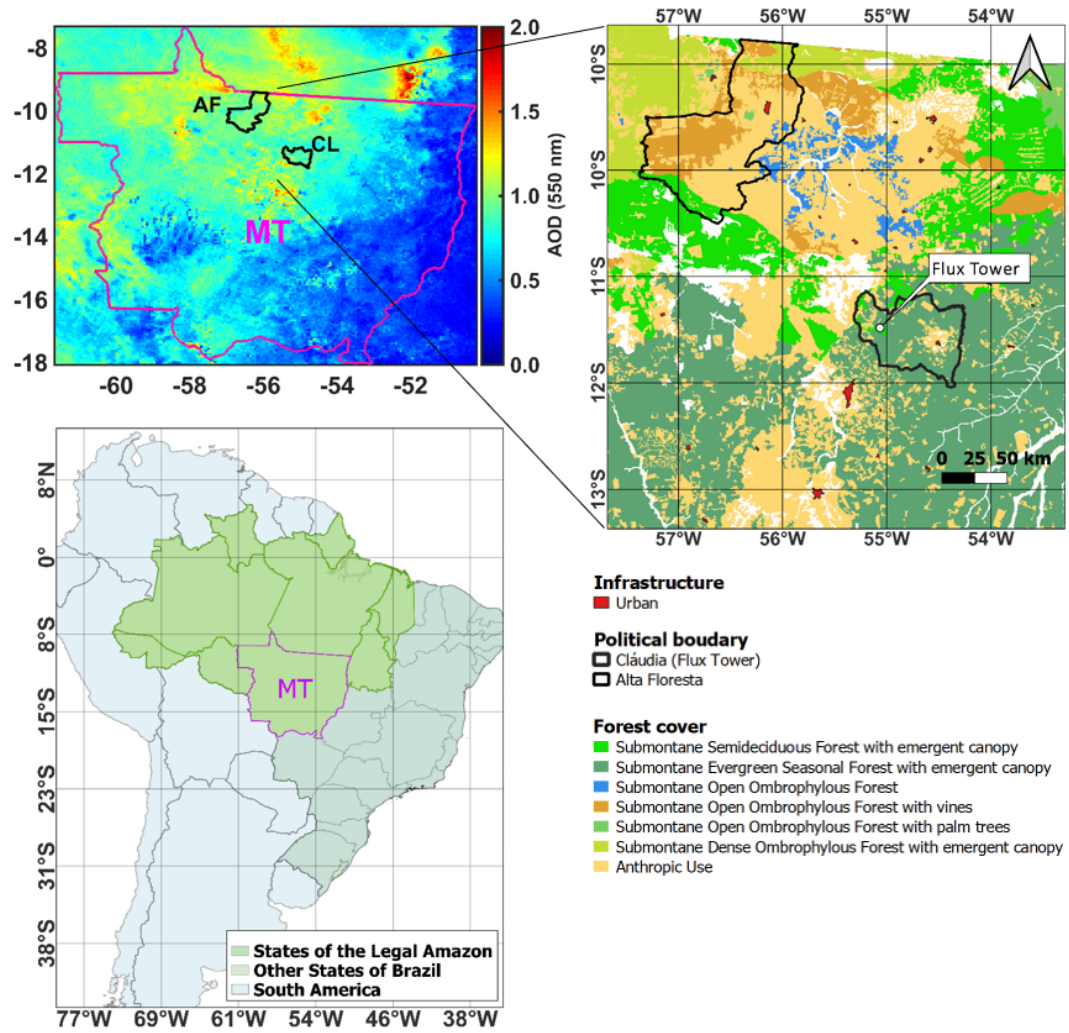 -8
-10
-12
-14
-16
-18
-60
-58
-56
-54
-52
AF
CL
MT
2.0
1.5
1.0
0.5
0.0
AOD (550 nm)
57°W 56°W 55°W 54°W
10°S
10°S
11°S
12°S
13°S
Flux Tower
0 25 50 km
57°W 56°W 55°W 54°W
8°N
0°
8°S
15°S
23°S
31°S
38°S
MT
States of the Legal Amazon
Other States of Brazil
South America
77°W 69°W 61°W 54°W 46°W 38°W
Infrastructure
Urban
Political boudary
Cláudia (Flux Tower)
Alta Floresta
Forest cover
Submontane Semideciduous Forest with emergent canopy
Submontane Evergreen Seasonal Forest with emergent canopy
Submontane Open Ombrophylous Forest
Submontane Open Ombrophylous Forest with vines
Submontane Open Ombrophylous Forest with palm trees
Submontane Dense Ombrophylous Forest with emergent canopy
Anthropic Use